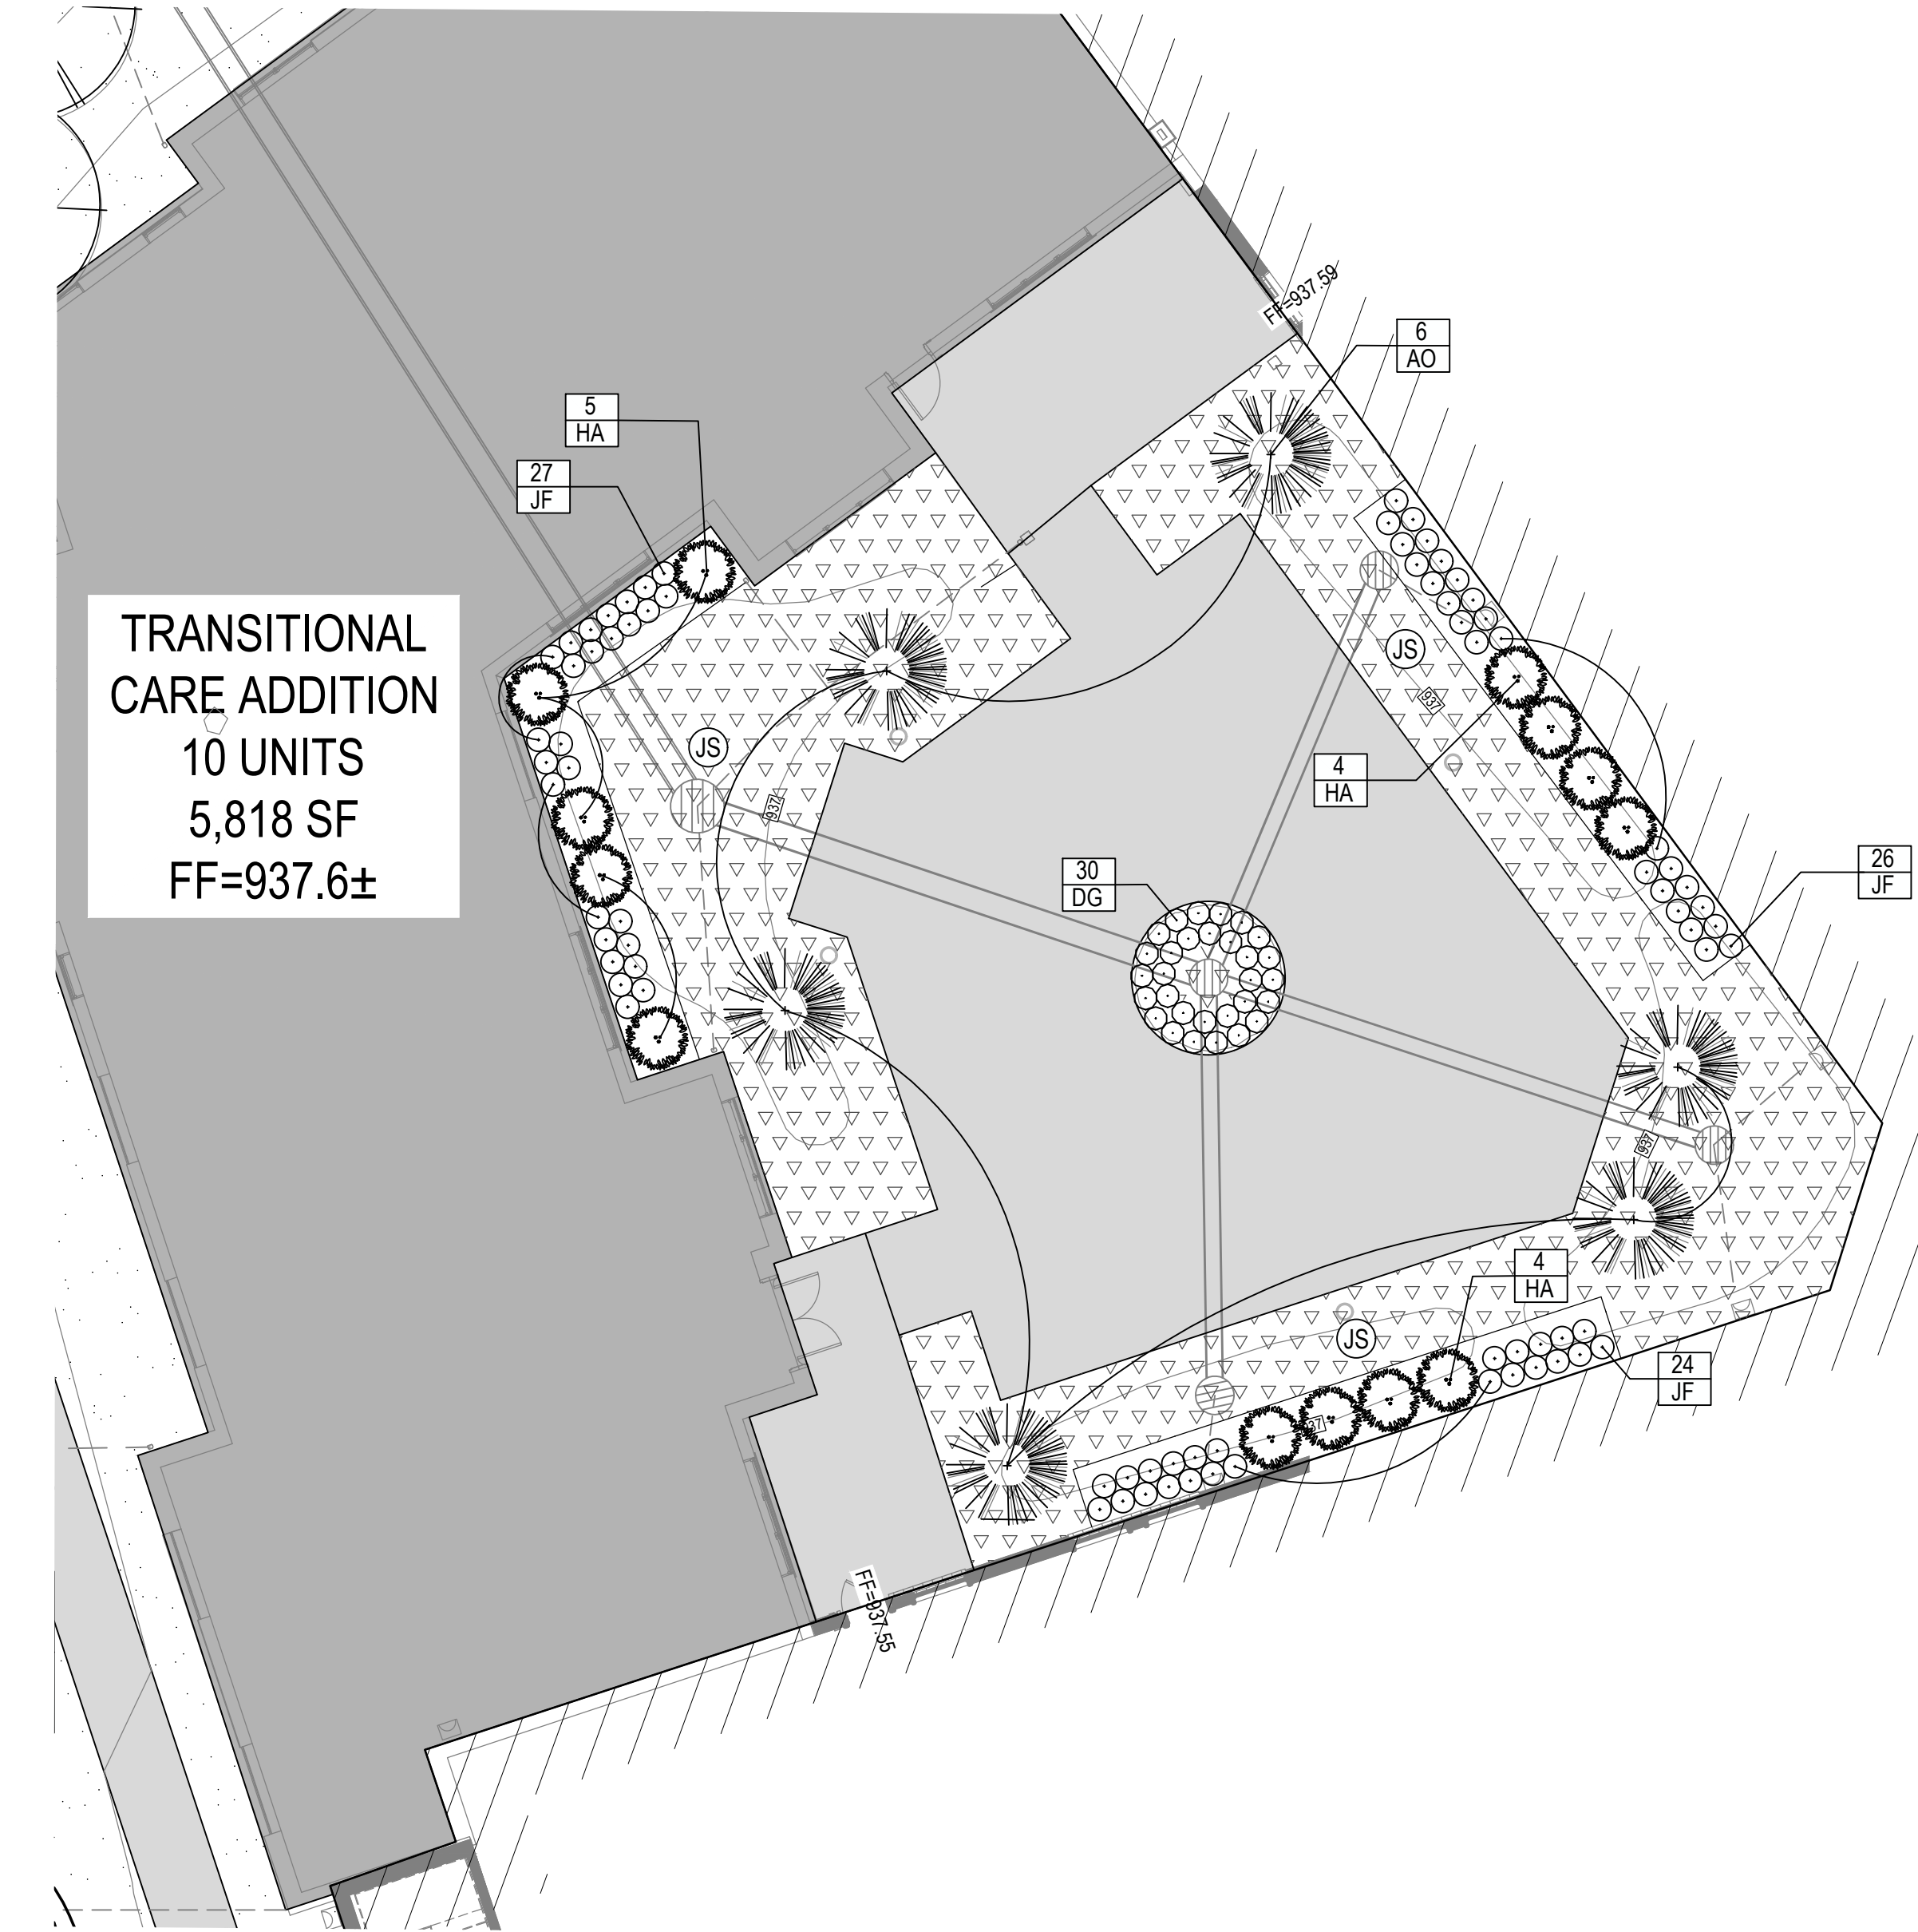 FF=937.59
6
AO
5
HA
27
JF
TRANSITIONAL
CARE ADDITION
10 UNITS
5,818 SF
FF=937.6±
JS
JS
937
937
4
HA
30
DG
26
JF
937
4
HA
JS
24
JF
37
FF=937.55